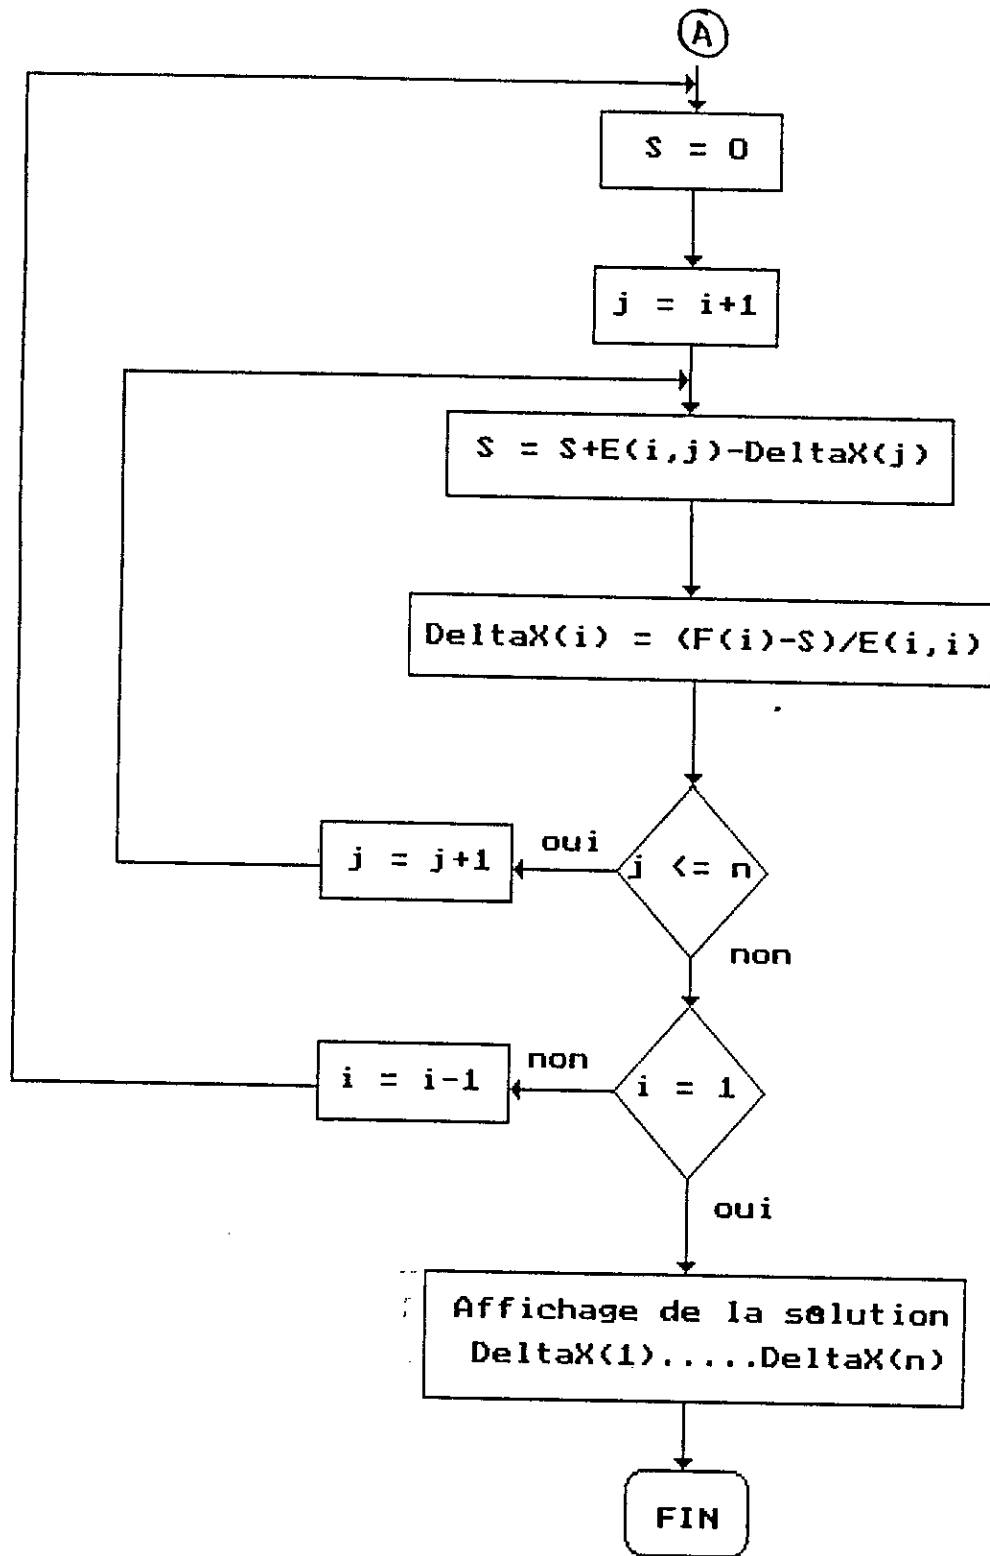 A
S = 0
j = i+1
S = S+E(i,j)-DeltaX(j)
DeltaX(i) = (F(i)-S)/E(i,i)
j <= n
oui
j = j+1
non
i = 1
non
i = i-1
oui
Affichage de la solution
DeltaX(1).....DeltaX(n)
FIN